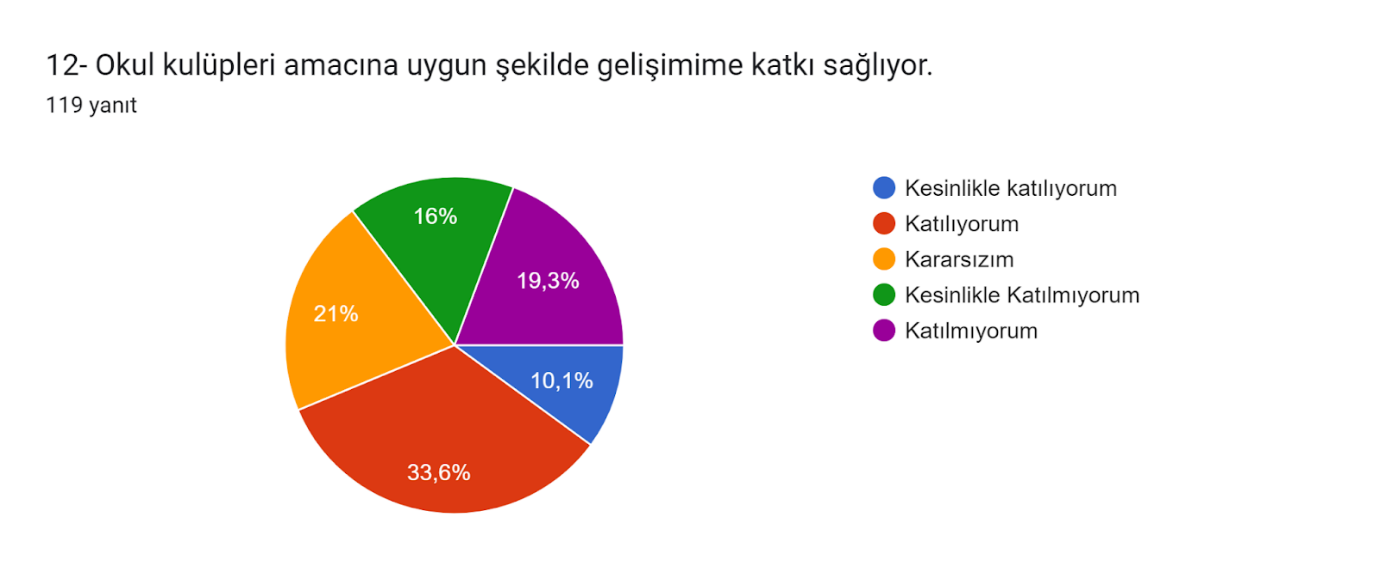 12- Okul kulüpleri amacına uygun şekilde gelişimime katkı sağlıyor.
119 yanıt
Kesinlikle katılıyorum
Katılıyorum
Kararsızım
Kesinlikle Katılmıyorum
Katılmıyorum
16%
19,3%
21%
10,1%
33,6%